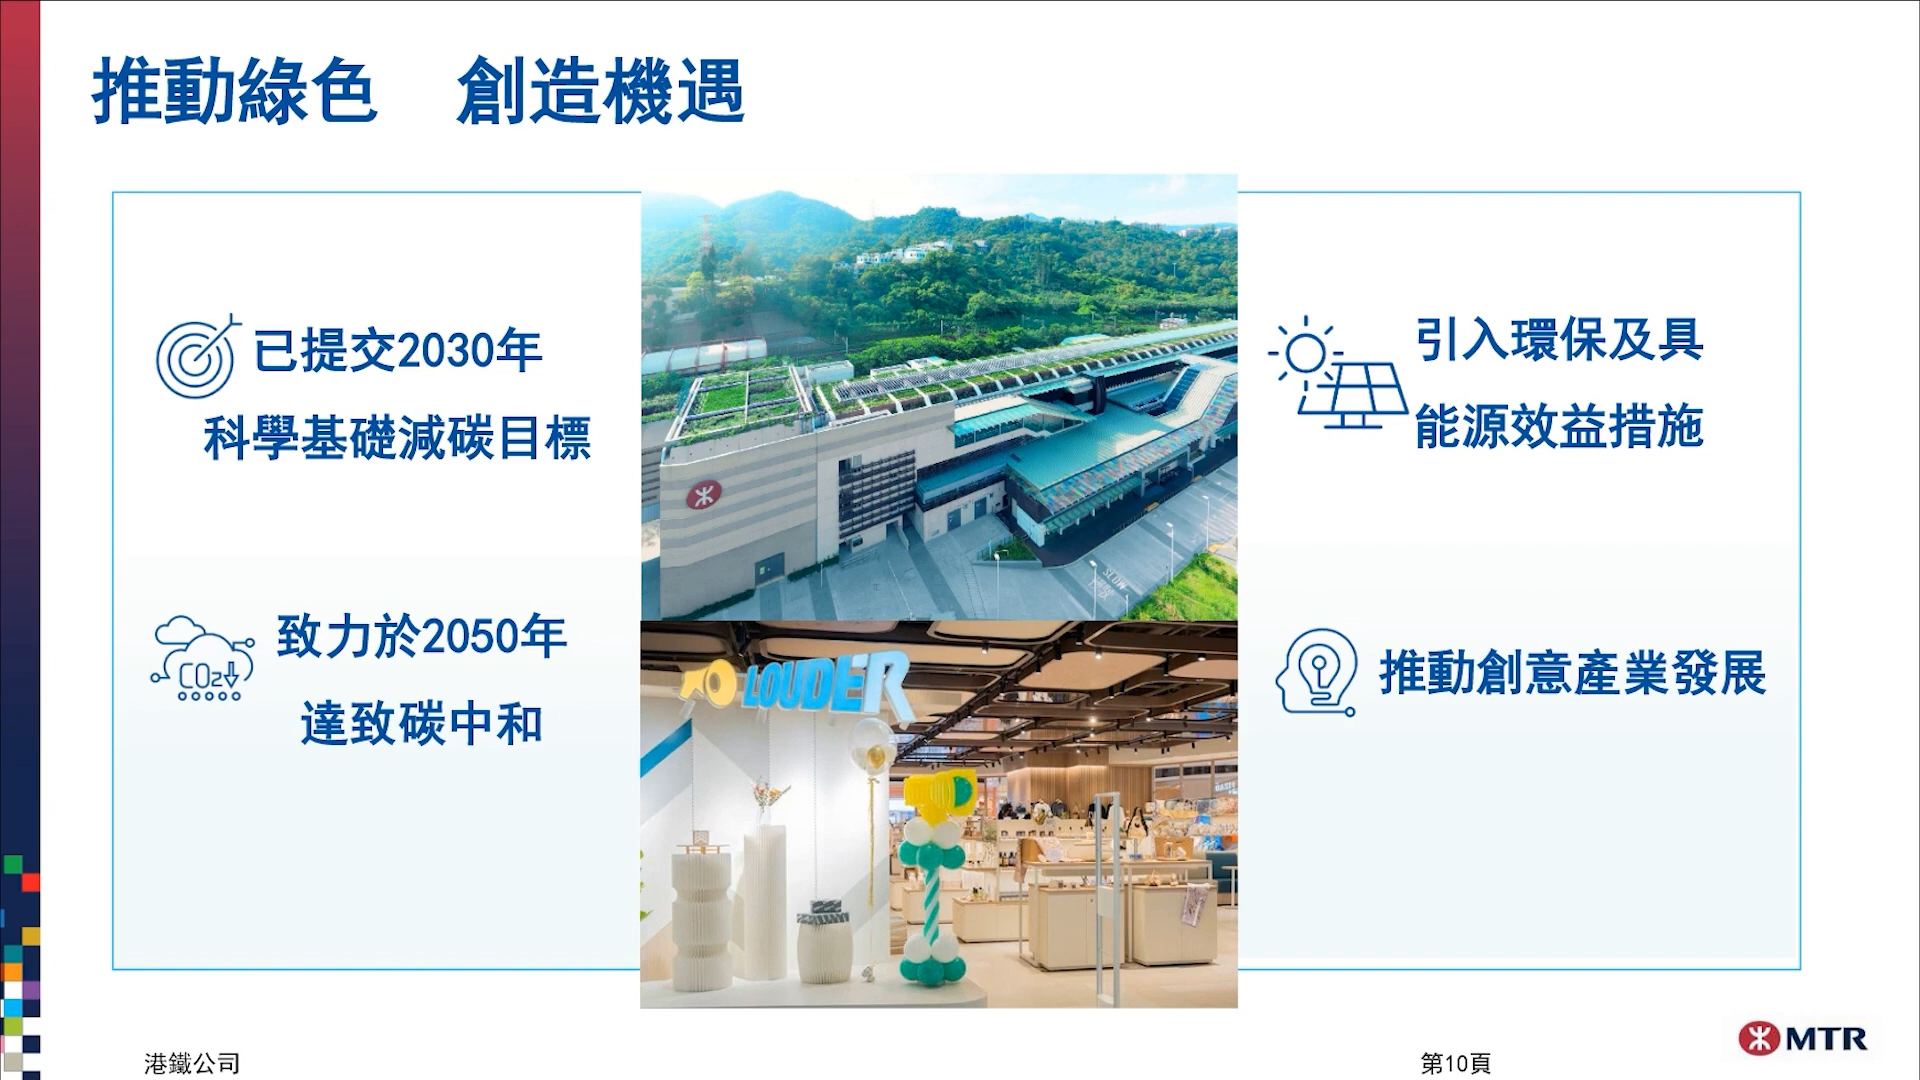 推動綠色　創造機遇
已提交2030年
科學基礎減碳目標
致力於2050年
達致碳中和
CO2
SLOW
LOUDER
引入環保及具
能源效益措施
推動創意產業發展
港鐵公司
第10頁
MTR